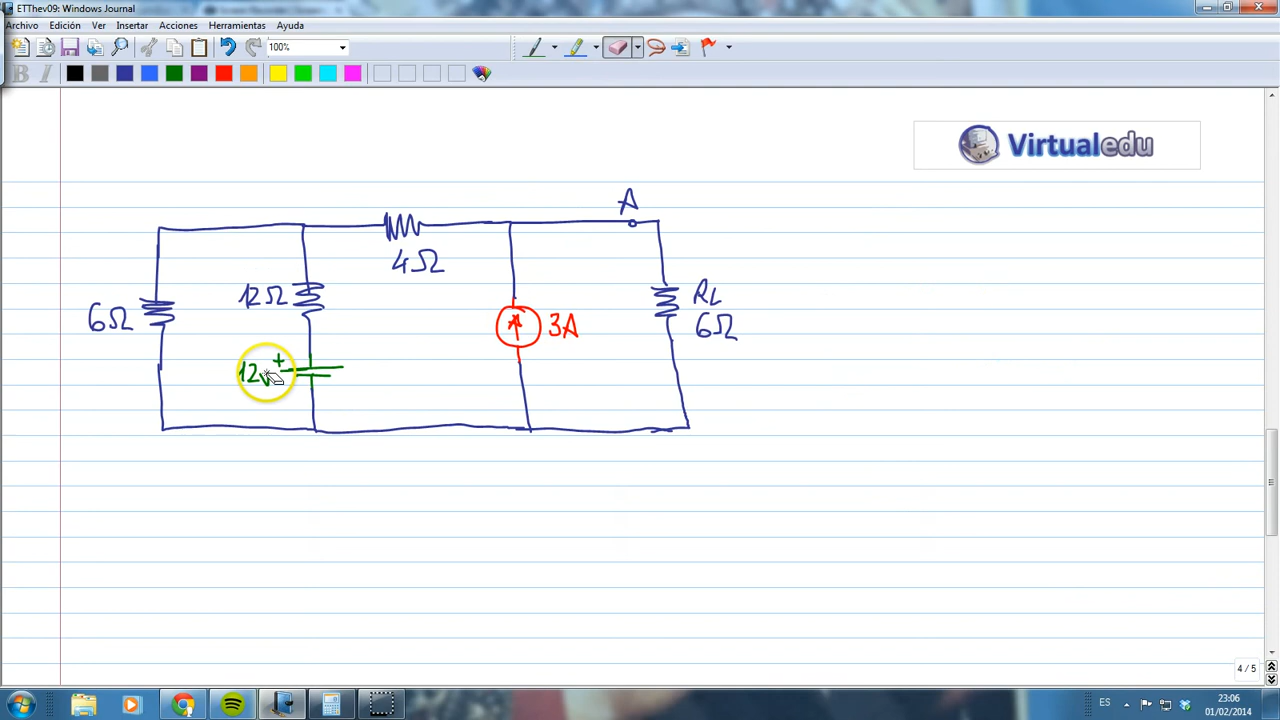 ETThev09: Windows Journal
Archivo Edición Ver Insertar Acciones Herramientas Ayuda
100%
B I
Virtualedu
A
4Ω
12Ω
6Ω
RL
6Ω
3A
+
12v
4 / 5
ES
23:06
01/02/2014